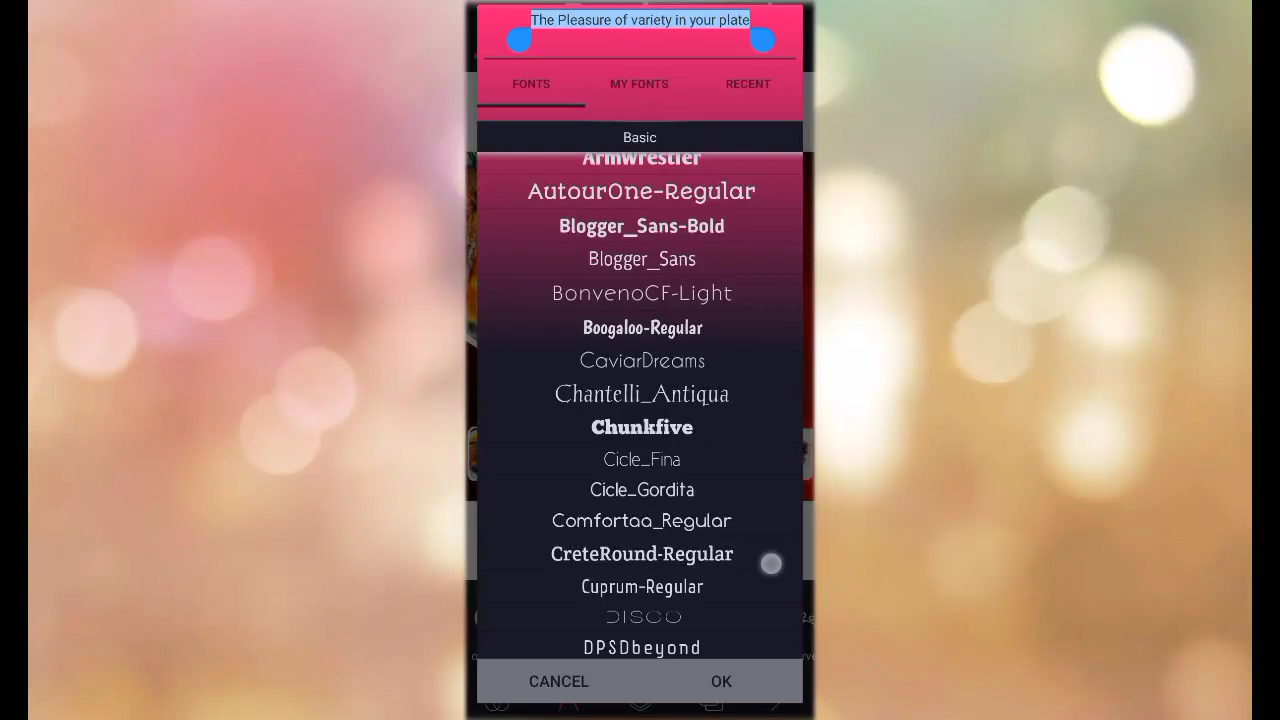 The Pleasure of variety in your plate
FONTS MY FONTS RECENT
Basic
ArmWrestler
AutourOne-Regular
Blogger_Sans-Bold
Blogger_Sans
BonvenoCF-Light
Boogaloo-Regular
CaviarDreams
Chantelli_Antiqua
Chunkfive
Cicle_Fina
Cicle_Gordita
Comfortaa_Regular
CreteRound-Regular
Cuprum-Regular
DISCO
DPSDbeyond
CANCEL OK